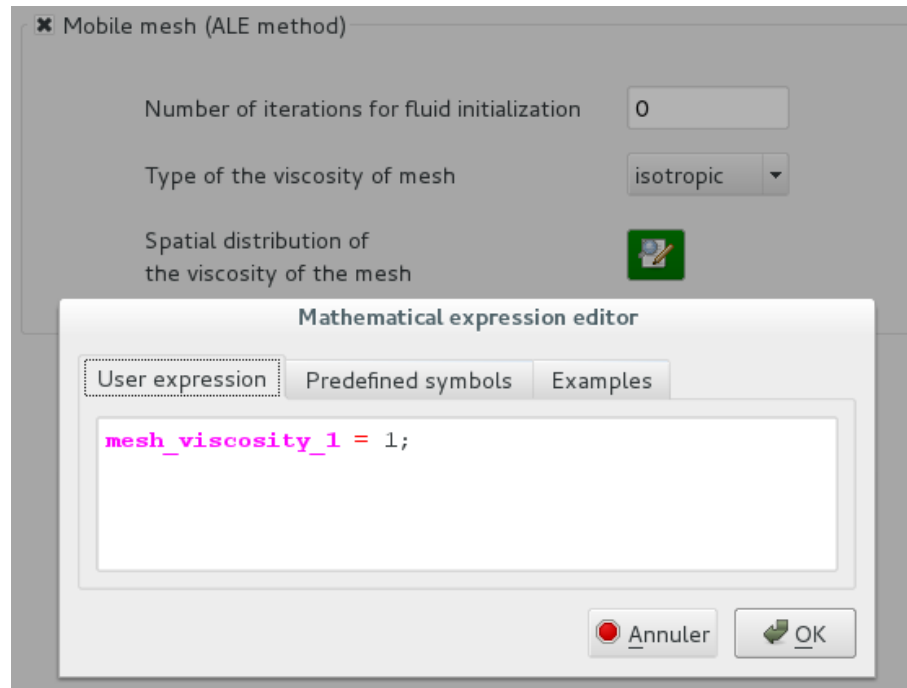 Mobile mesh (ALE method)
Number of iterations for fluid initialization
0
Type of the viscosity of mesh
isotropic
Spatial distribution of
the viscosity of the mesh
Mathematical expression editor
User expression
Predefined symbols
Examples
mesh_viscosity_1 = 1;
Annuler
OK